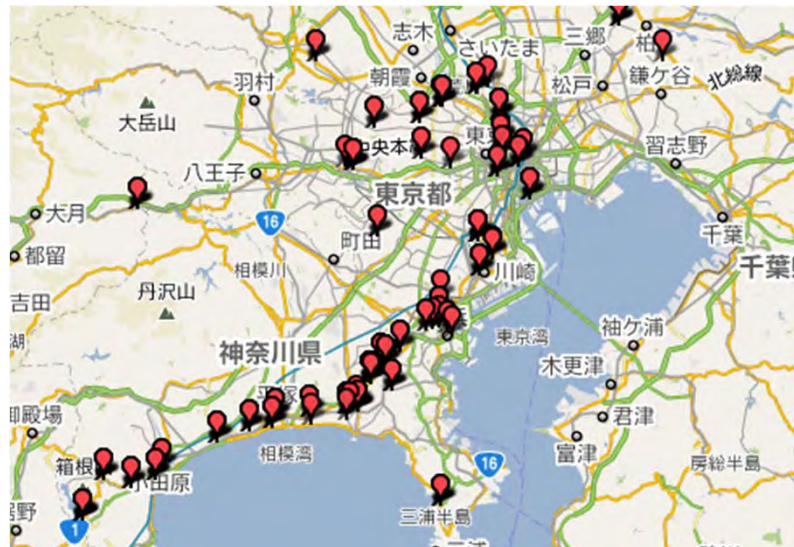 志木
さいたま
三郷
柏
羽村
朝霞
松戸
鎌ケ谷
北総線
大岳山
中央本線
習志野
八王子
東京都
大月
16
町田
千葉
都留
相模川
川崎
千葉県
吉田
丹沢山
湖
東京湾
袖ケ浦
神奈川県
木更津
平塚
御殿場
君津
相模湾
富津
箱根
16
房総半島
小田原
裾野
三浦半島
1